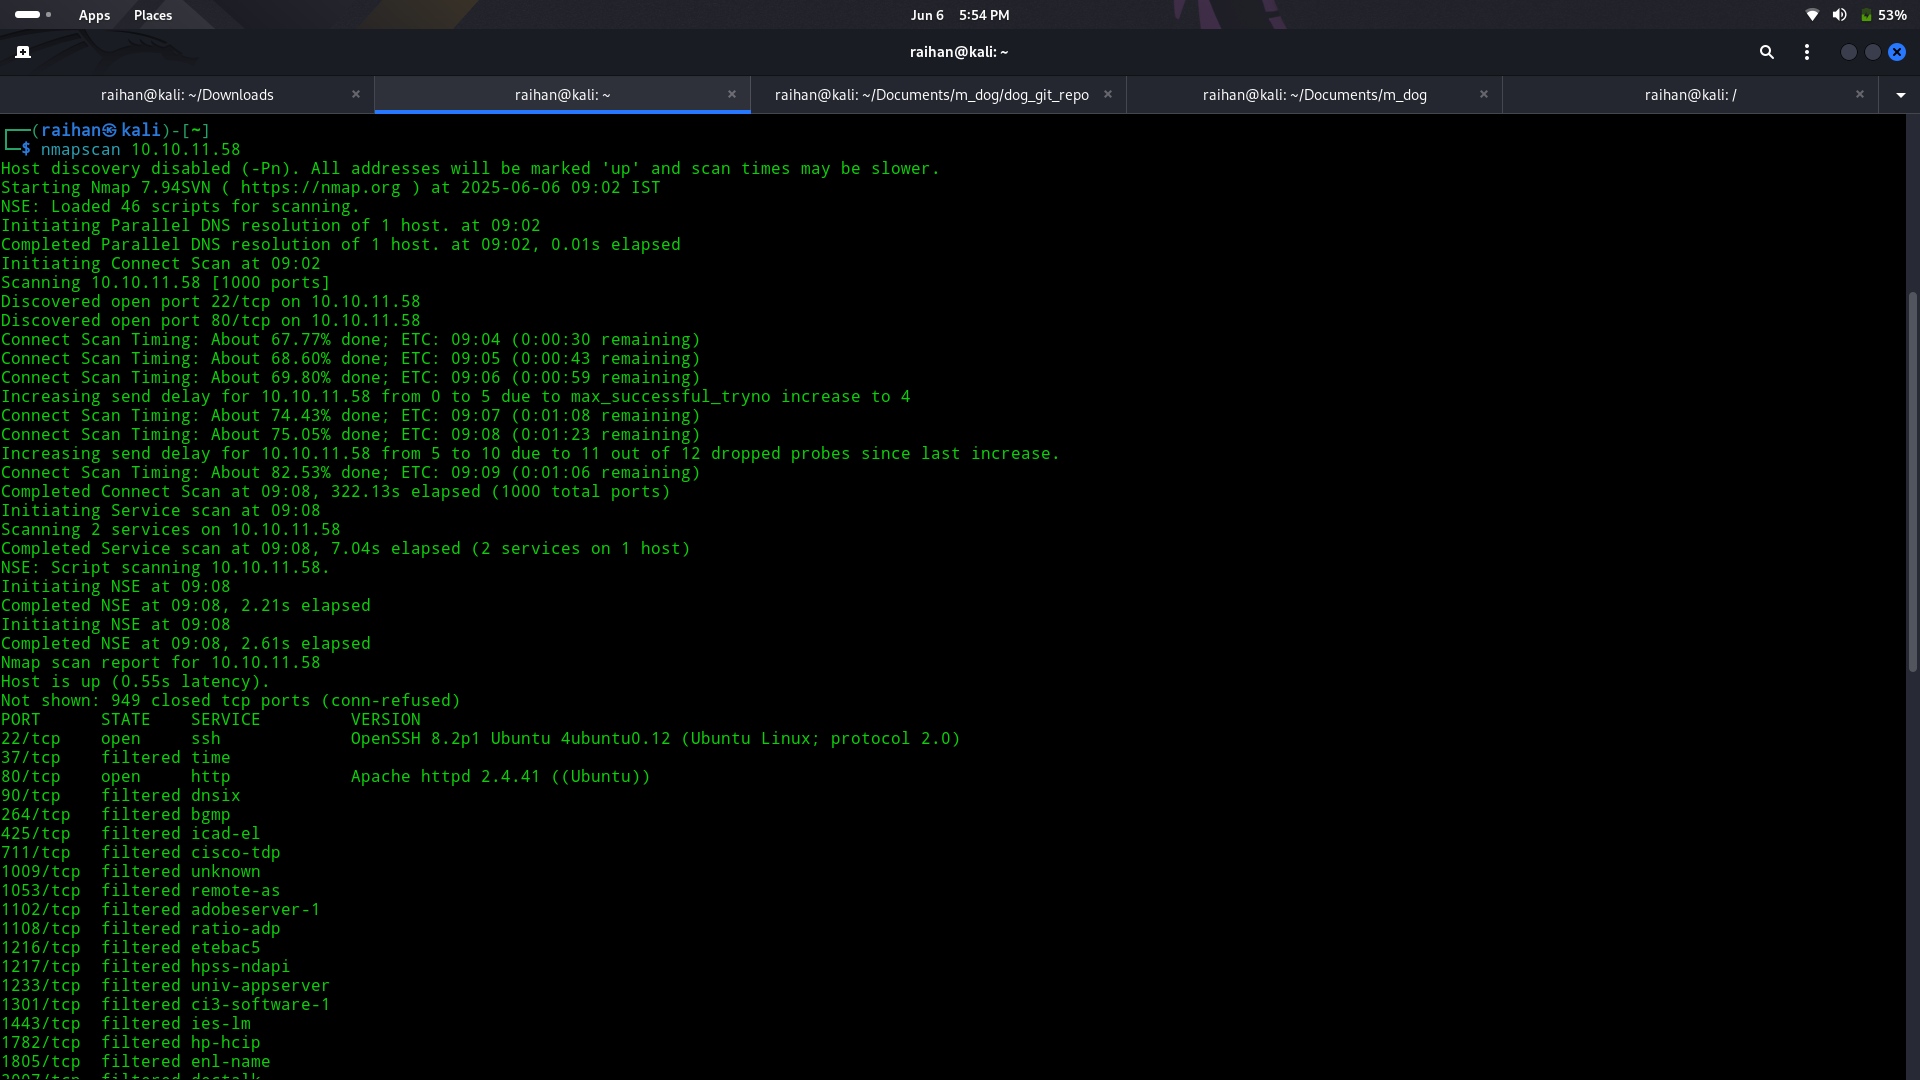 Apps Places Jun 6 5:54 PM 53%
raihan@kali: ~
raihan@kali: ~/Downloads raihan@kali: ~ raihan@kali: ~/Documents/m_dog/dog_git_repo raihan@kali: ~/Documents/m_dog raihan@kali: /
┌──(raihan㉿kali)-[~]
└─$ nmapscan 10.10.11.58
Host discovery disabled (-Pn). All addresses will be marked 'up' and scan times may be slower.
Starting Nmap 7.94SVN ( https://nmap.org ) at 2025-06-06 09:02 IST
NSE: Loaded 46 scripts for scanning.
Initiating Parallel DNS resolution of 1 host. at 09:02
Completed Parallel DNS resolution of 1 host. at 09:02, 0.01s elapsed
Initiating Connect Scan at 09:02
Scanning 10.10.11.58 [1000 ports]
Discovered open port 22/tcp on 10.10.11.58
Discovered open port 80/tcp on 10.10.11.58
Connect Scan Timing: About 67.77% done; ETC: 09:04 (0:00:30 remaining)
Connect Scan Timing: About 68.60% done; ETC: 09:05 (0:00:43 remaining)
Connect Scan Timing: About 69.80% done; ETC: 09:06 (0:00:59 remaining)
Increasing send delay for 10.10.11.58 from 0 to 5 due to max_successful_tryno increase to 4
Connect Scan Timing: About 74.43% done; ETC: 09:07 (0:01:08 remaining)
Connect Scan Timing: About 75.05% done; ETC: 09:08 (0:01:23 remaining)
Increasing send delay for 10.10.11.58 from 5 to 10 due to 11 out of 12 dropped probes since last increase.
Connect Scan Timing: About 82.53% done; ETC: 09:09 (0:01:06 remaining)
Completed Connect Scan at 09:08, 322.13s elapsed (1000 total ports)
Initiating Service scan at 09:08
Scanning 2 services on 10.10.11.58
Completed Service scan at 09:08, 7.04s elapsed (2 services on 1 host)
NSE: Script scanning 10.10.11.58.
Initiating NSE at 09:08
Completed NSE at 09:08, 2.21s elapsed
Initiating NSE at 09:08
Completed NSE at 09:08, 2.61s elapsed
Nmap scan report for 10.10.11.58
Host is up (0.55s latency).
Not shown: 949 closed tcp ports (conn-refused)
PORT STATE SERVICE VERSION
22/tcp open ssh OpenSSH 8.2p1 Ubuntu 4ubuntu0.12 (Ubuntu Linux; protocol 2.0)
37/tcp filtered time
80/tcp open http Apache httpd 2.4.41 ((Ubuntu))
90/tcp filtered dnsix
264/tcp filtered bgmp
425/tcp filtered icad-el
711/tcp filtered cisco-tdp
1009/tcp filtered unknown
1053/tcp filtered remote-as
1102/tcp filtered adobeserver-1
1108/tcp filtered ratio-adp
1216/tcp filtered etebac5
1217/tcp filtered hpss-ndapi
1233/tcp filtered univ-appserver
1301/tcp filtered ci3-software-1
1443/tcp filtered ies-lm
1782/tcp filtered hp-hcip
1805/tcp filtered enl-name
filtered